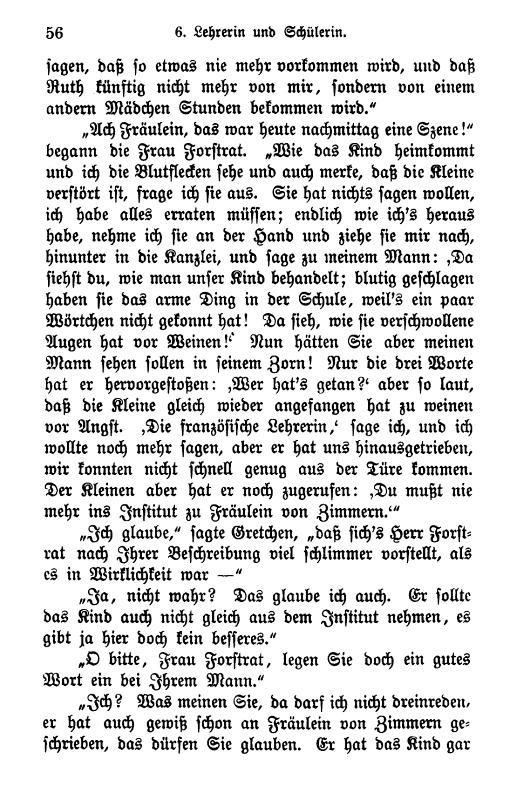 56 6. Lehrerin und Schülerin.
sagen, daß so etwas nie mehr vorkommen wird, und daß
Ruth künftig nicht mehr von mir, sondern von einem
andern Mädchen Stunden bekommen wird.“
„Ach Fräulein, das war heute nachmittag eine Szene!“
begann die Frau Forstrat. „Wie das Kind heimkommt
und ich die Blutflecken sehe und auch merke, daß die Kleine
verstört ist, frage ich sie aus. Sie hat nichts sagen wollen,
ich habe alles erraten müssen; endlich wie ich's heraus
habe, nehme ich sie an der Hand und ziehe sie mir nach,
hinunter in die Kanzlei, und sage zu meinem Mann: ‚Da
siehst du, wie man unser Kind behandelt; blutig geschlagen
haben sie das arme Ding in der Schule, weil's ein paar
Wörtchen nicht gekonnt hat! Da sieh, wie sie verschwollene
Augen hat vor Weinen!‘ Nun hätten Sie aber meinen
Mann sehen sollen in seinem Zorn! Nur die drei Worte
hat er hervorgestoßen: ‚Wer hat's getan?‘ aber so laut,
daß die Kleine gleich wieder angefangen hat zu weinen
vor Angst. ‚Die französische Lehrerin,‘ sage ich, und ich
wollte noch mehr sagen, aber er hat uns hinausgetrieben,
wir konnten nicht schnell genug aus der Türe kommen.
Der Kleinen aber hat er noch zugerufen: ‚Du mußt nie
mehr ins Institut zu Fräulein von Zimmern.‘“
„Ich glaube,“ sagte Gretchen, „daß sich's Herr Forst-
rat nach Ihrer Beschreibung viel schlimmer vorstellt, als
es in Wirklichkeit war —“
„Ja, nicht wahr? Das glaube ich auch. Er sollte
das Kind auch nicht gleich aus dem Institut nehmen, es
gibt ja hier doch kein besseres.“
„O bitte, Frau Forstrat, legen Sie doch ein gutes
Wort ein bei Ihrem Mann.“
„Ich? Was meinen Sie, da darf ich nicht dreinreden,
er hat auch gewiß schon an Fräulein von Zimmern ge-
schrieben, das dürfen Sie glauben. Er hat das Kind gar